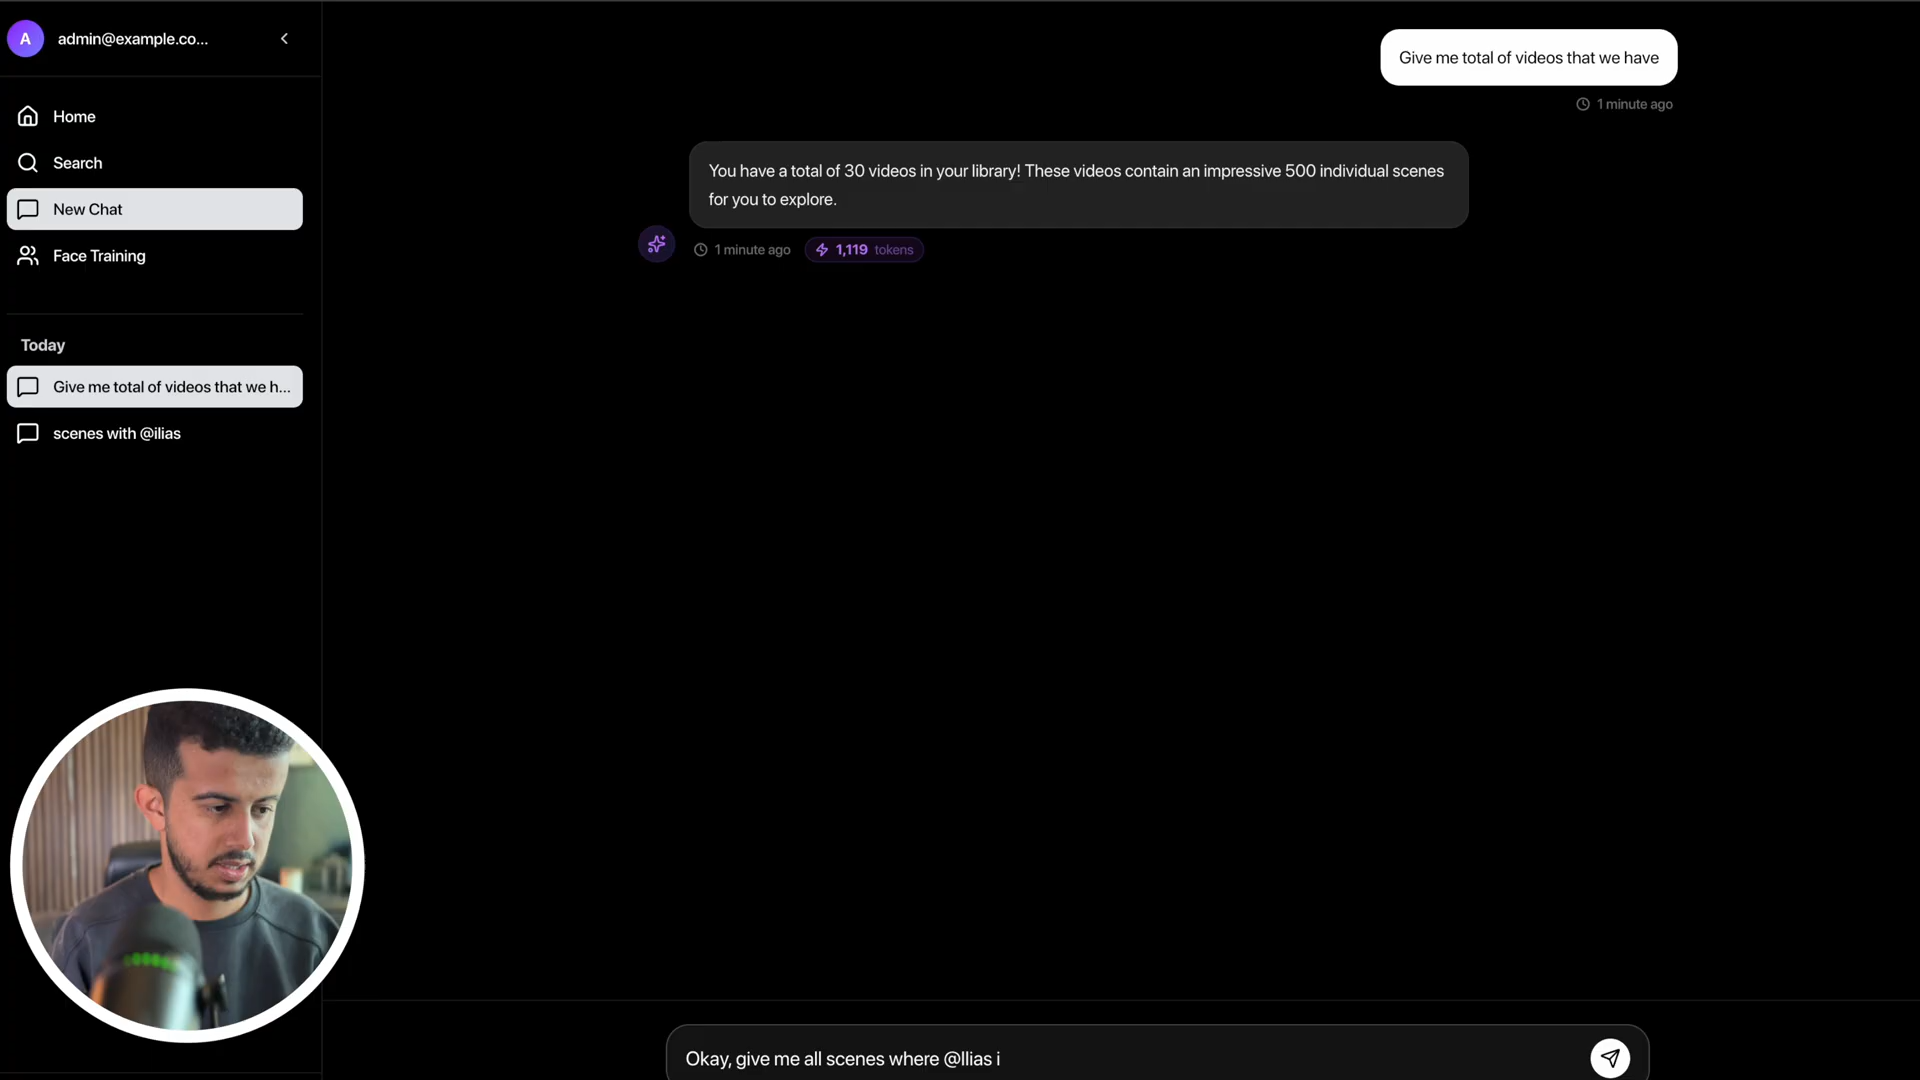 A
admin@example.co...
Home
Search
New Chat
Face Training
Today
Give me total of videos that we h...
scenes with @ilias
Give me total of videos that we have
1 minute ago
You have a total of 30 videos in your library! These videos contain an impressive 500 individual scenes
for you to explore.
1 minute ago
1,119 tokens
Okay, give me all scenes where @Ilias i